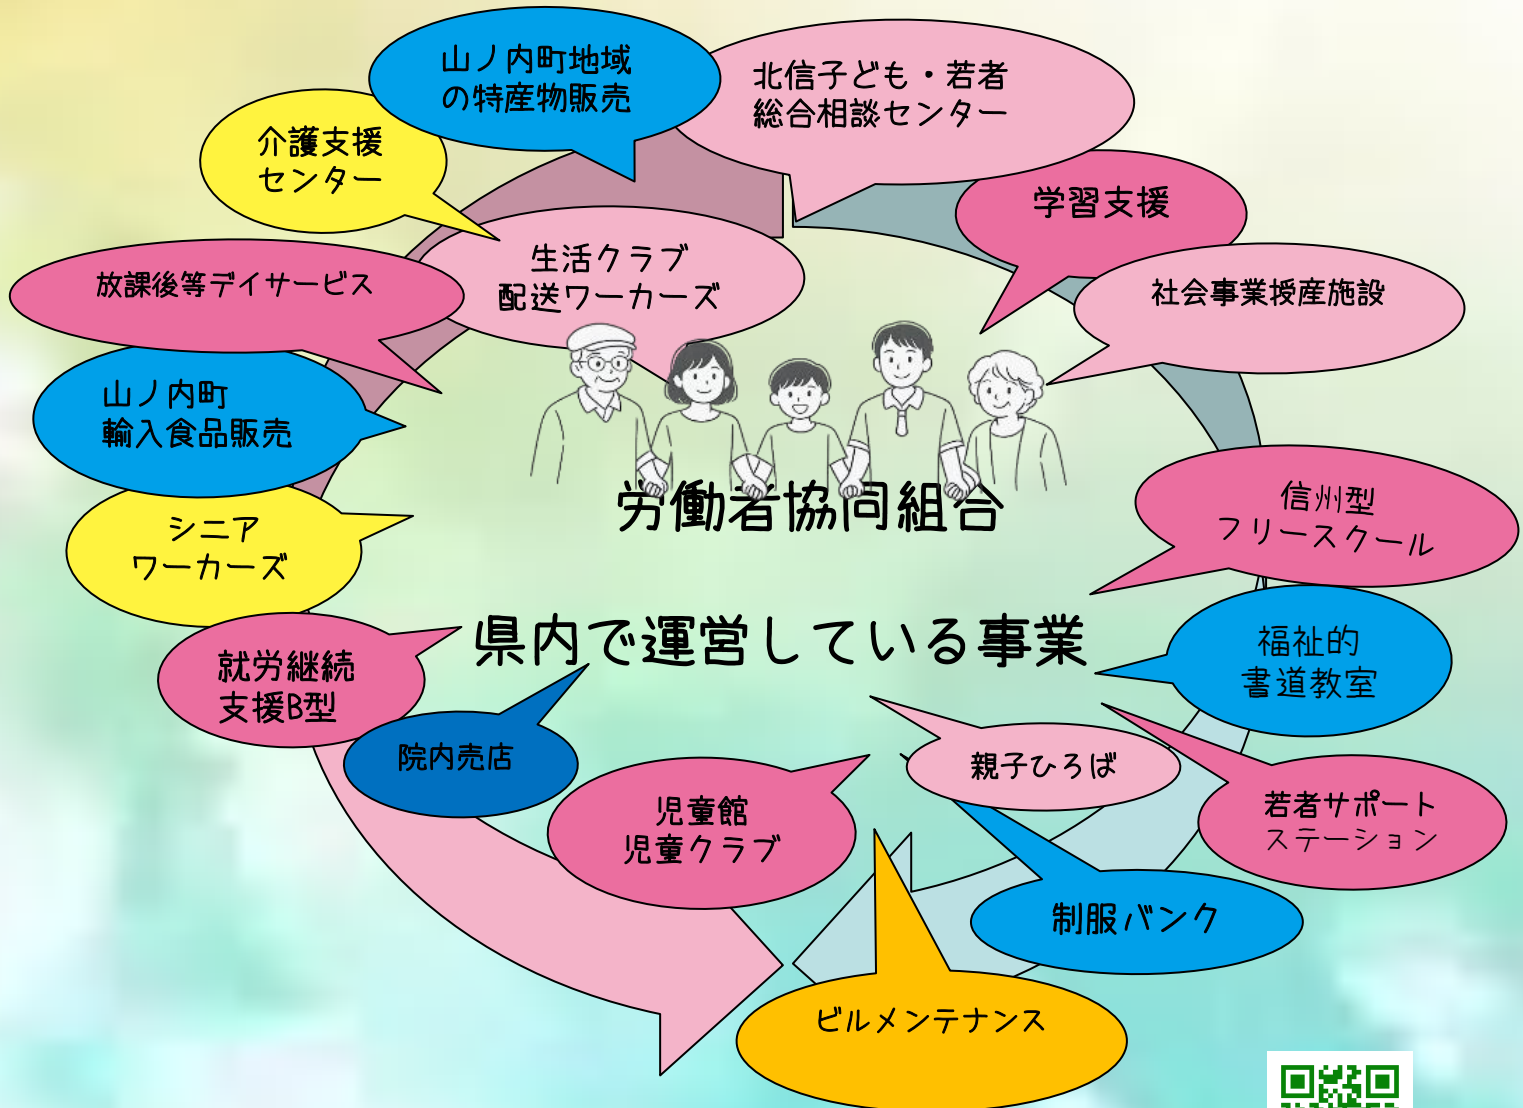 山ノ内町地域
の特産物販売
北信子ども・若者
総合相談センター
介護支援
センター
学習支援
生活クラブ
配送ワーカーズ
放課後等デイサービス
社会事業授産施設
山ノ内町
輸入食品販売
労働者協同組合
信州型
フリースクール
シニア
ワーカーズ
県内で運営している事業
福祉的
書道教室
就労継続
支援B型
院内売店
親子ひろば
児童館
児童クラブ
若者サポート
ステーション
制服バンク
ビルメンテナンス